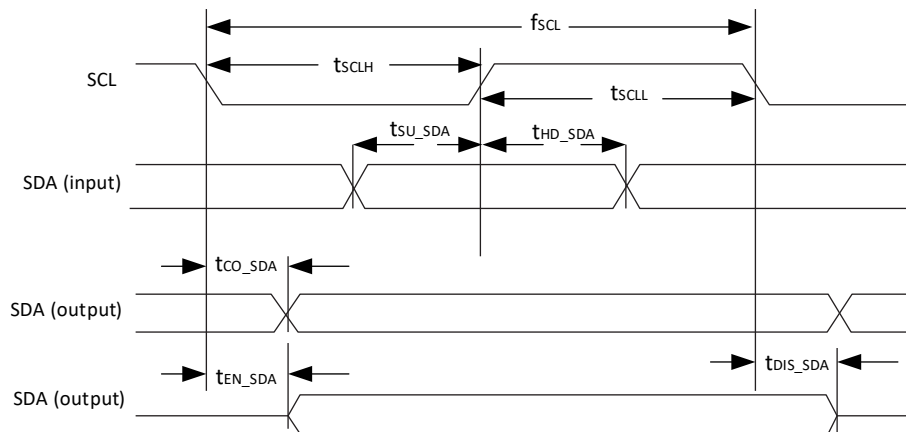 fSCL
SCL
tSCLH
tSCLL
tSU_SDA
tHD_SDA
SDA (input)
tCO_SDA
SDA (output)
tEN_SDA
tDIS_SDA
SDA (output)